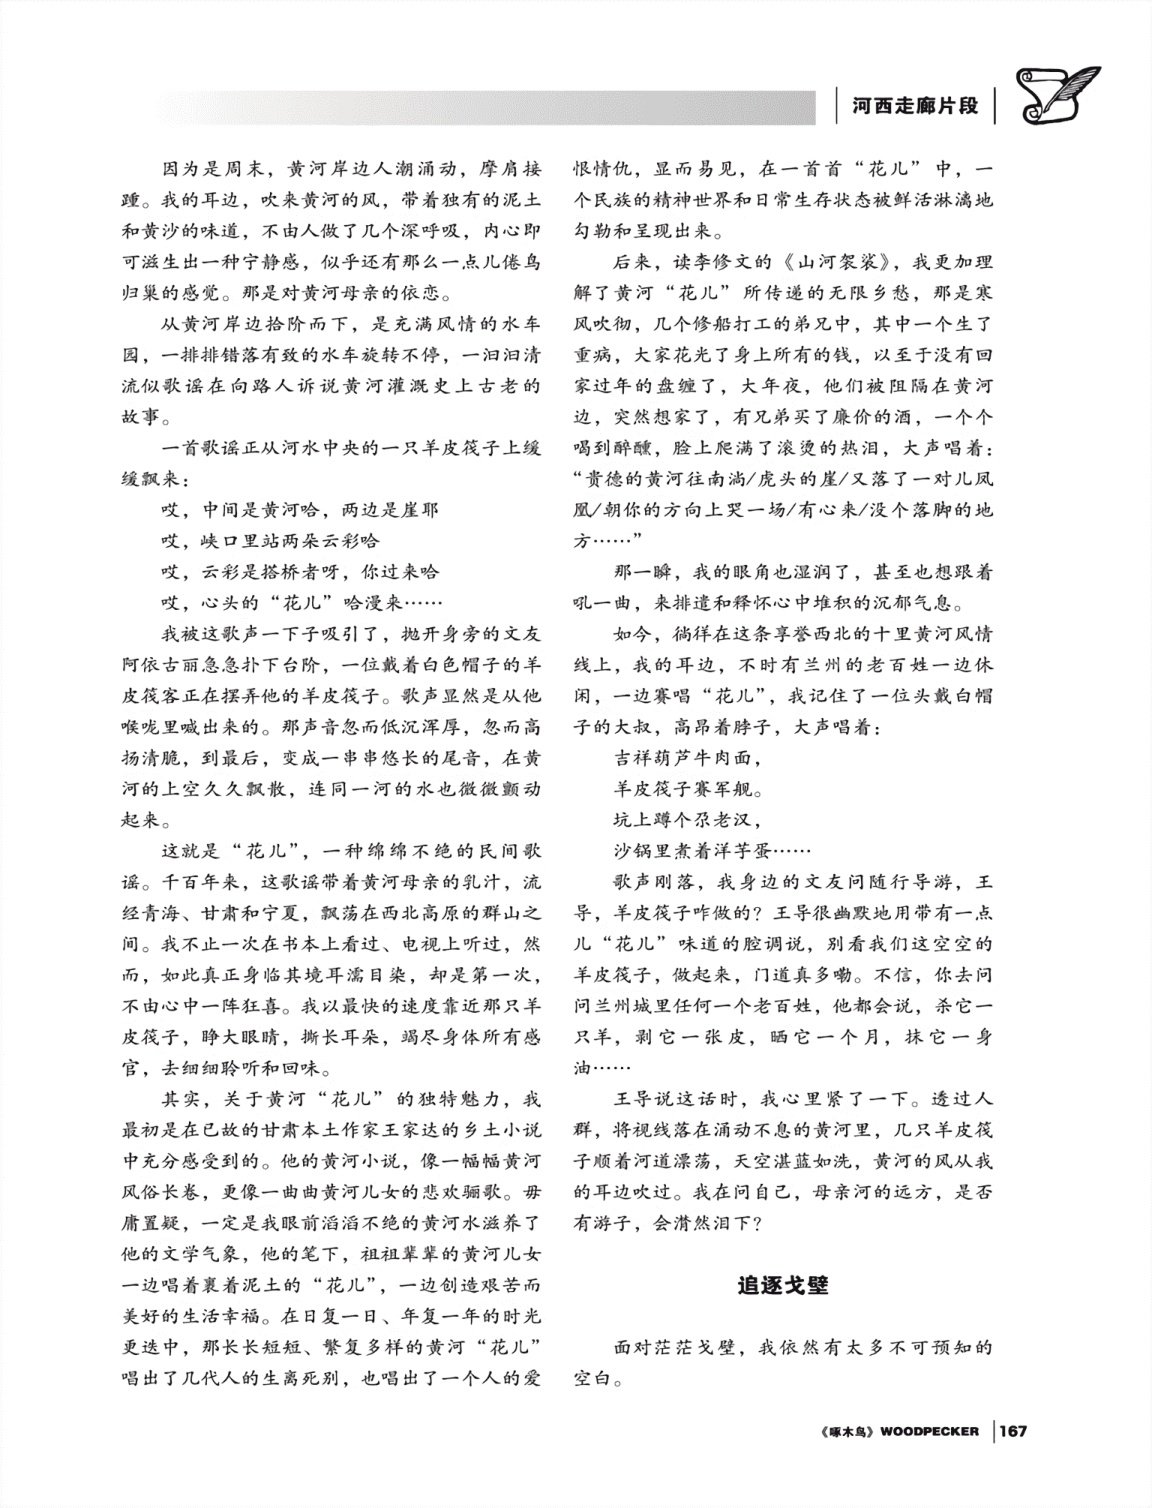 河西走廊片段
因为是周末，黄河岸边人潮涌动，摩肩接
踵。我的耳边，吹来黄河的风，带着独有的泥土
和黄沙的味道，不由人做了几个深呼吸，内心即
可滋生出一种宁静感，似乎还有那么一点儿倦鸟
归巢的感觉。那是对黄河母亲的依恋。
从黄河岸边拾阶而下，是充满风情的水车
园，一排排错落有致的水车旋转不停，一汩汩清
流似歌谣在向路人诉说黄河灌溉史上古老的
故事。
一首歌谣正从河水中央的一只羊皮筏子上缓
缓飘来：
哎，中间是黄河哈，两边是崖耶
哎，峡口里站两朵云彩哈
哎，云彩是搭桥者呀，你过来哈
哎，心头的“花儿”哈漫来……
我被这歌声一下子吸引了，抛开身旁的文友
阿依古丽急急扑下台阶，一位戴着白色帽子的羊
皮筏客正在摆弄他的羊皮筏子。歌声显然是从他
喉咙里喊出来的。那声音忽而低沉浑厚，忽而高
扬清脆，到最后，变成一串串悠长的尾音，在黄
河的上空久久飘散，连同一河的水也微微颤动
起来。
这就是“花儿”，一种绵绵不绝的民间歌
谣。千百年来，这歌谣带着黄河母亲的乳汁，流
经青海、甘肃和宁夏，飘荡在西北高原的群山之
间。我不止一次在书本上看过、电视上听过，然
而，如此真正身临其境耳濡目染，却是第一次，
不由心中一阵狂喜。我以最快的速度靠近那只羊
皮筏子，睁大眼睛，撕长耳朵，竭尽身体所有感
官，去细细聆听和回味。
其实，关于黄河“花儿”的独特魅力，我
最初是在已故的甘肃本土作家王家达的乡土小说
中充分感受到的。他的黄河小说，像一幅幅黄河
风俗长卷，更像一曲曲黄河儿女的悲欢骊歌。毋
庸置疑，一定是我眼前滔滔不绝的黄河水滋养了
他的文学气象，他的笔下，祖祖辈辈的黄河儿女
一边唱着裹着泥土的“花儿”，一边创造艰苦而
美好的生活幸福。在日复一日、年复一年的时光
更迭中，那长长短短、繁复多样的黄河“花儿”
唱出了几代人的生离死别，也唱出了一个人的爱
恨情仇，显而易见，在一首首“花儿”中，一
个民族的精神世界和日常生存状态被鲜活淋漓地
勾勒和呈现出来。
后来，读李修文的《山河袈裟》，我更加理
解了黄河“花儿”所传递的无限乡愁，那是寒
风吹彻，几个修船打工的弟兄中，其中一个生了
重病，大家花光了身上所有的钱，以至于没有回
家过年的盘缠了，大年夜，他们被阻隔在黄河
边，突然想家了，有兄弟买了廉价的酒，一个个
喝到醉醺，脸上爬满了滚烫的热泪，大声唱着：
“贵德的黄河往南淌/虎头的崖/又落了一对儿凤
凰/朝你的方向上哭一场/有心来/没个落脚的地
方……”
那一瞬，我的眼角也湿润了，甚至也想跟着
吼一曲，来排遣和释怀心中堆积的沉郁气息。
如今，徜徉在这条享誉西北的十里黄河风情
线上，我的耳边，不时有兰州的老百姓一边休
闲，一边赛唱“花儿”，我记住了一位头戴白帽
子的大叔，高昂着脖子，大声唱着：
吉祥葫芦牛肉面，
羊皮筏子赛军舰。
坑上蹲个尕老汉，
沙锅里煮着洋芋蛋……
歌声刚落，我身边的文友问随行导游，王
导，羊皮筏子咋做的？王导很幽默地用带有一点
儿“花儿”味道的腔调说，别看我们这空空的
羊皮筏子，做起来，门道真多嘞。不信，你去问
问兰州城里任何一个老百姓，他都会说，杀它一
只羊，剥它一张皮，晒它一个月，抹它一身
油……
王导说这话时，我心里紧了一下。透过人
群，将视线落在涌动不息的黄河里，几只羊皮筏
子顺着河道漂荡，天空湛蓝如洗，黄河的风从我
的耳边吹过。我在问自己，母亲河的远方，是否
有游子，会潸然泪下？
追逐戈壁
面对茫茫戈壁，我依然有太多不可预知的
空白。
《啄木鸟》WOODPECKER 167